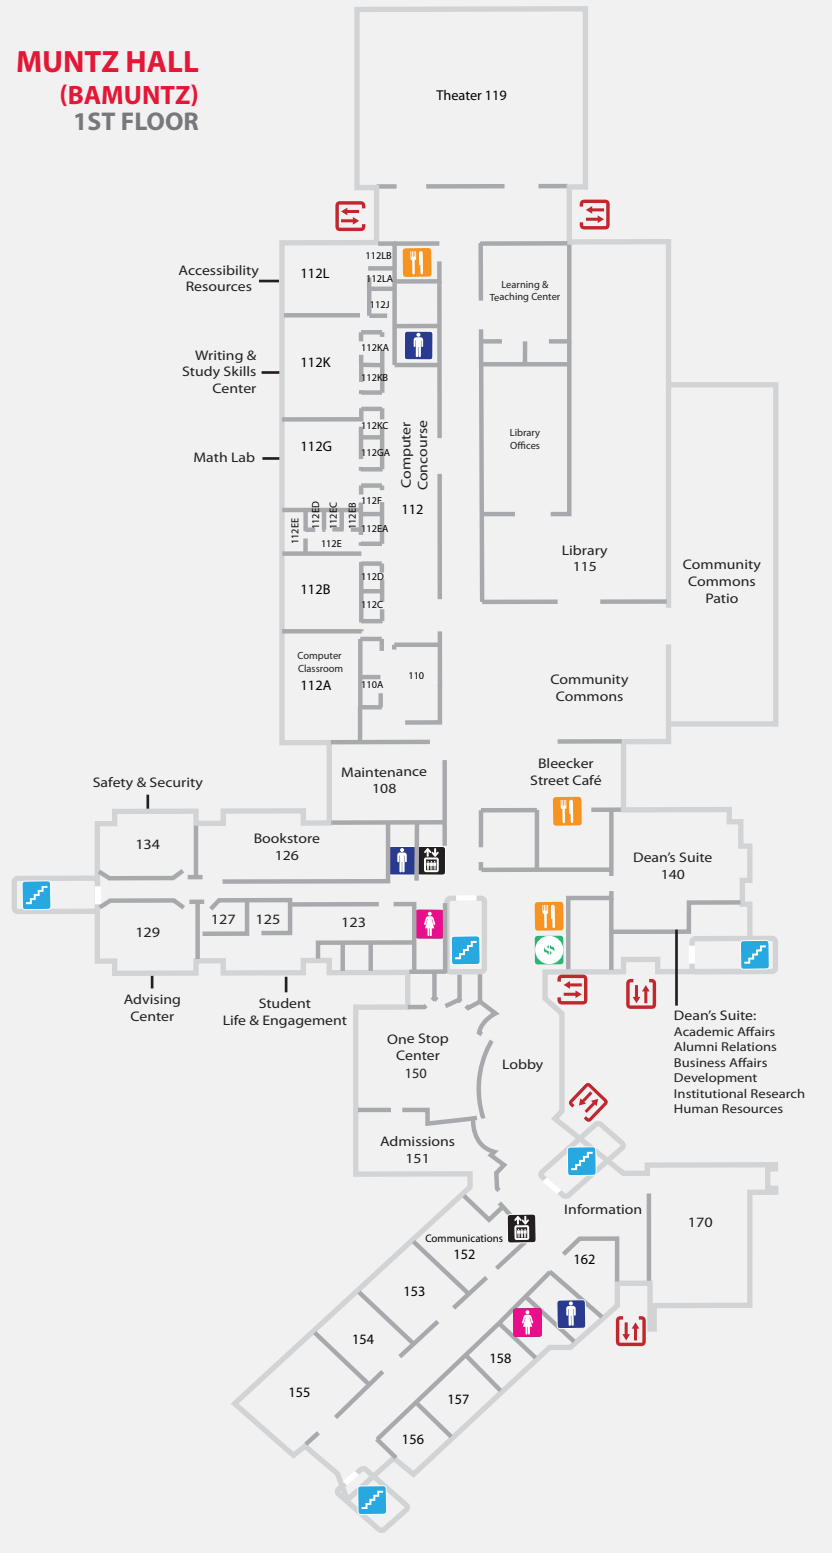 MUNTZ HALL
(BAMUNTZ)
1ST FLOOR
Theater 119
112LB
112L
Accessibility
Resources
112LA
112J
Learning &
Teaching Center
Writing &
Study Skills
Center
112K
112KA
112KB
112KC
Library
Offices
Math Lab
112G
112GA
Computer
Concourse
112
112F
112EE
112ED
112EC
112EB
112EA
112E
Library
115
Community
Commons
Patio
112B
112D
112C
Computer
Classroom
112A
110A
110
Community
Commons
Maintenance
108
Bleecker
Street Café
Safety & Security
134
Bookstore
126
Dean's Suite
140
129
127
125
123
$
Advising
Center
Student
Life & Engagement
Dean's Suite:
Academic Affairs
Alumni Relations
Business Affairs
Development
Institutional Research
Human Resources
One Stop
Center
150
Lobby
Admissions
151
Information
170
Communications
152
162
153
154
158
155
157
156